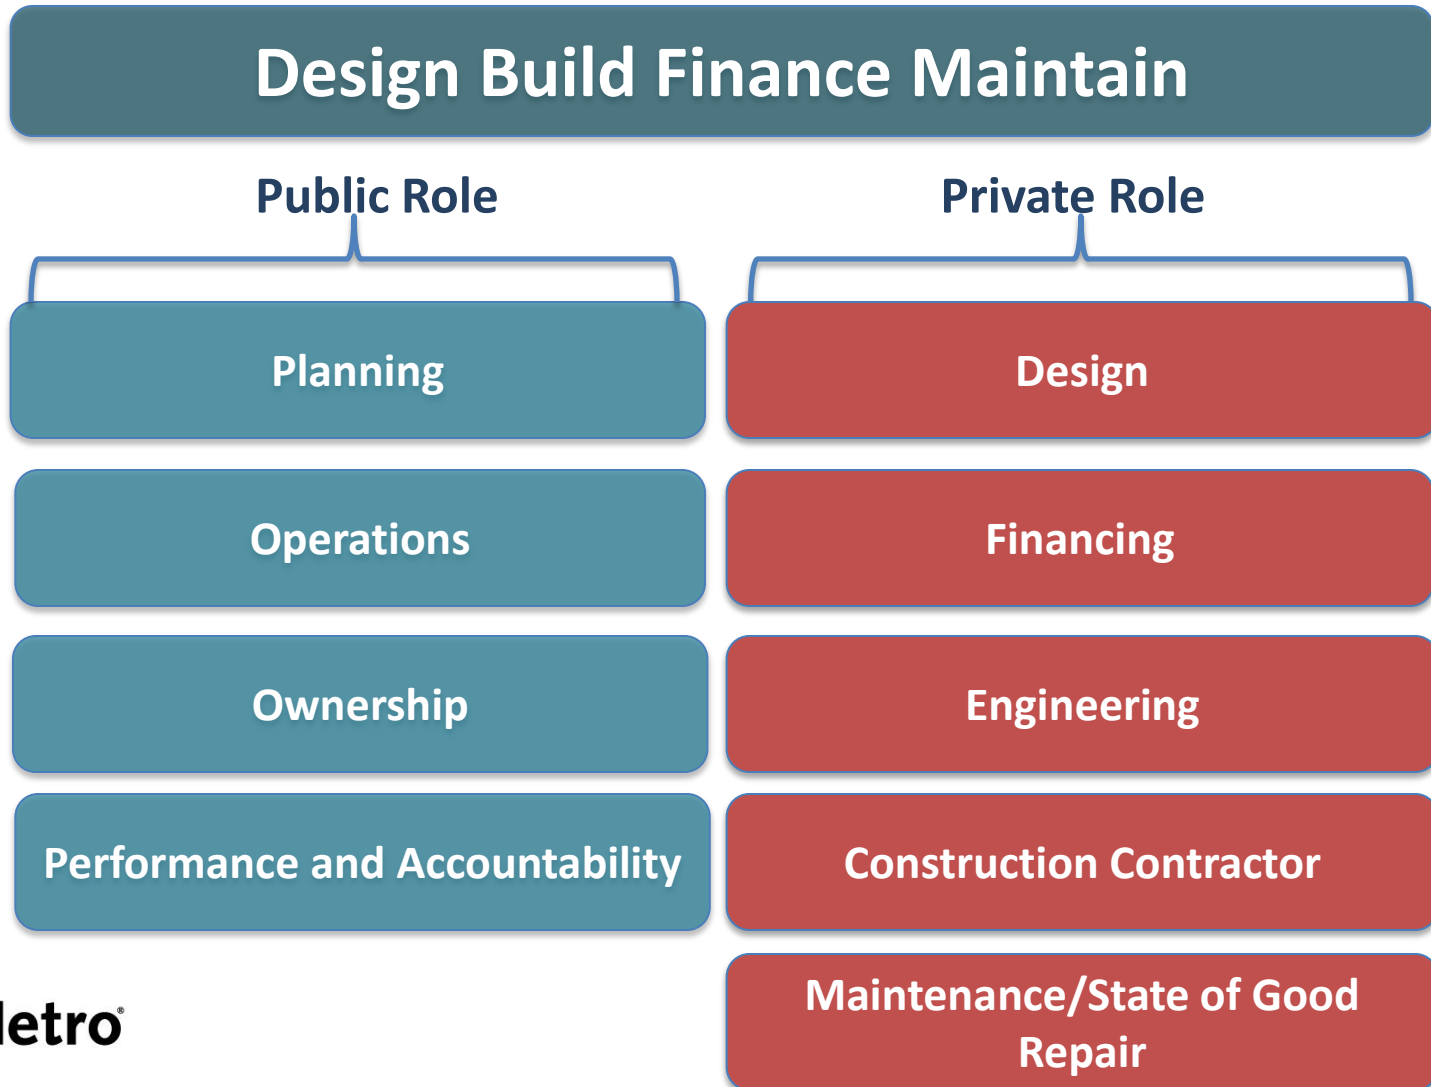 Design Build Finance Maintain
Public Role
Private Role
Planning
Design
Operations
Financing
Ownership
Engineering
Performance and Accountability
Construction Contractor
Maintenance/State of Good
Repair
etro®